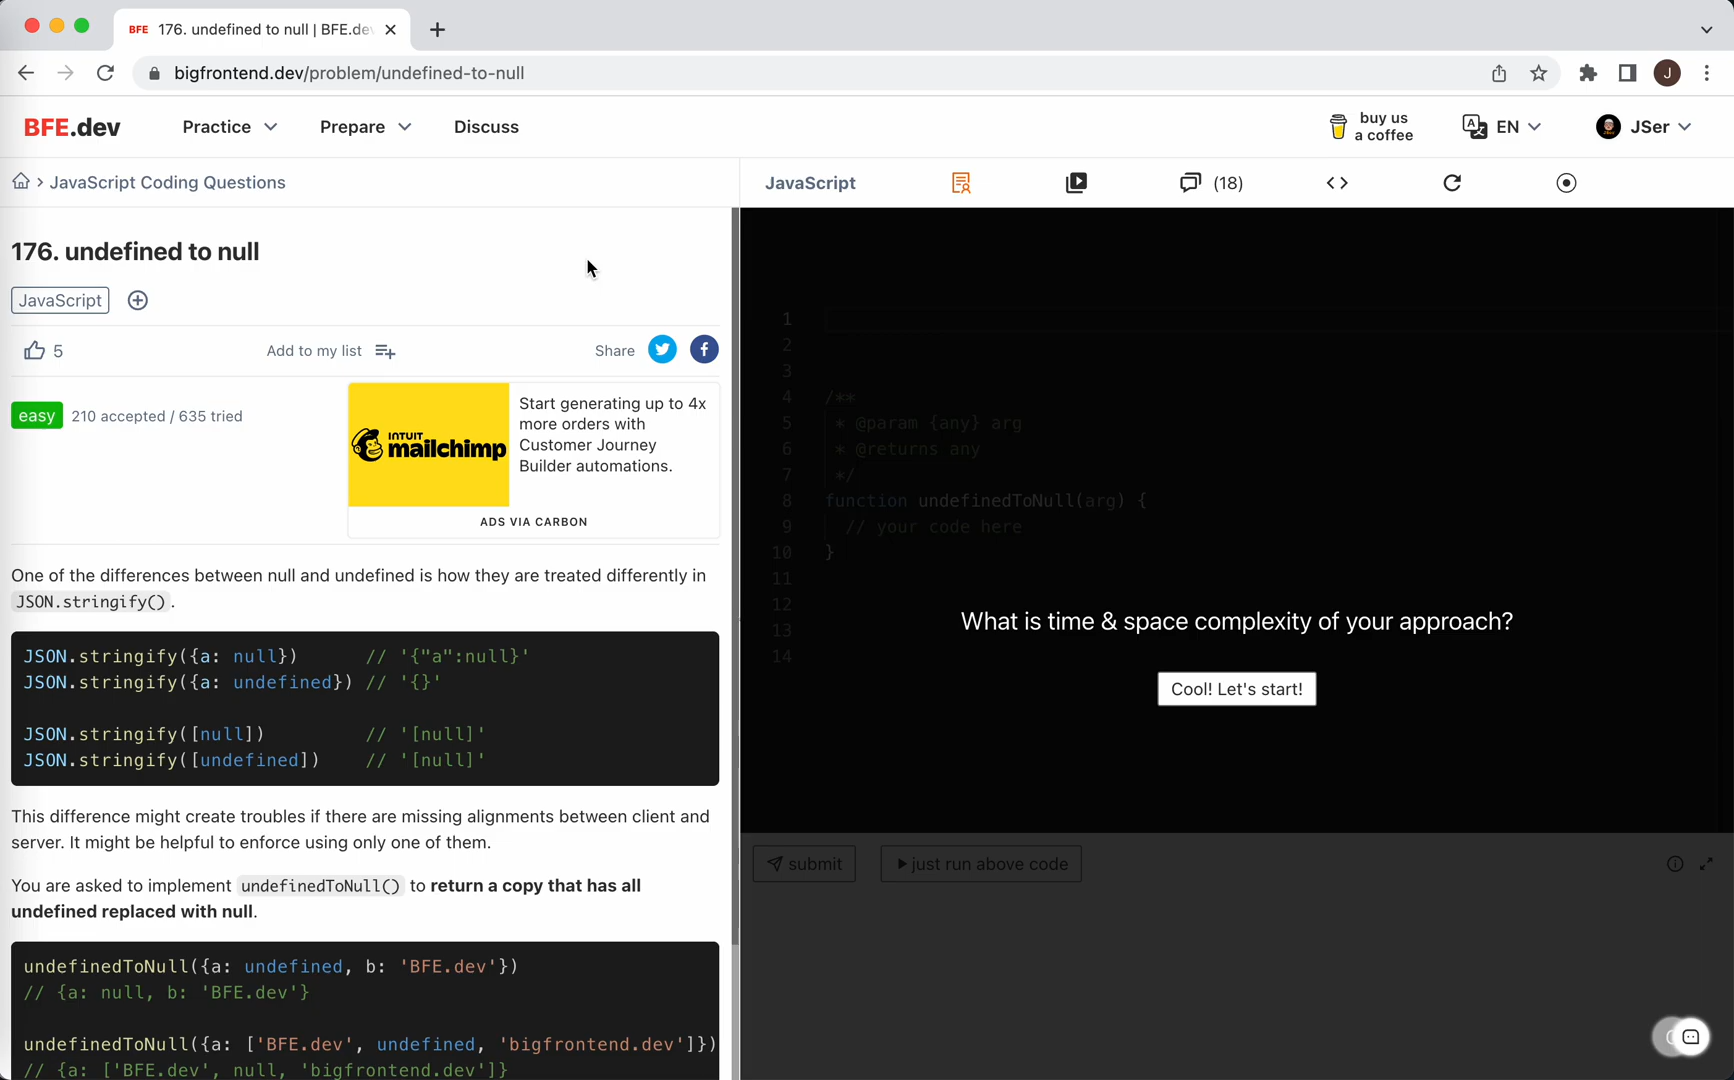 BFE 176. undefined to null | BFE.de
bigfrontend.dev/problem/undefined-to-null
J
BFE.dev
Practice
Prepare
Discuss
buy us
a coffee
EN
JSer
JavaScript Coding Questions
JavaScript
(18)
176. undefined to null
JavaScript
5
Add to my list
Share
easy
210 accepted / 635 tried
INTUIT
mailchimp
Start generating up to 4x
more orders with
Customer Journey
Builder automations.
ADS VIA CARBON
One of the differences between null and undefined is how they are treated differently in
JSON.stringify() .
JSON.stringify({a: null}) // '{"a":null}'
JSON.stringify({a: undefined}) // '{}'
JSON.stringify([null]) // '[null]'
JSON.stringify([undefined]) // '[null]'
This difference might create troubles if there are missing alignments between client and
server. It might be helpful to enforce using only one of them.
You are asked to implement undefinedToNull() to return a copy that has all
undefined replaced with null.
undefinedToNull({a: undefined, b: 'BFE.dev'})
// {a: null, b: 'BFE.dev'}
undefinedToNull({a: ['BFE.dev', undefined, 'bigfrontend.dev']})
// {a: ['BFE.dev', null, 'bigfrontend.dev']}
1
2
3
4 /**
5 * @param {any} arg
6 * @returns any
7 */
8 function undefinedToNull(arg) {
9 // your code here
10 }
11
12
13
14
What is time & space complexity of your approach?
Cool! Let's start!
submit
just run above code